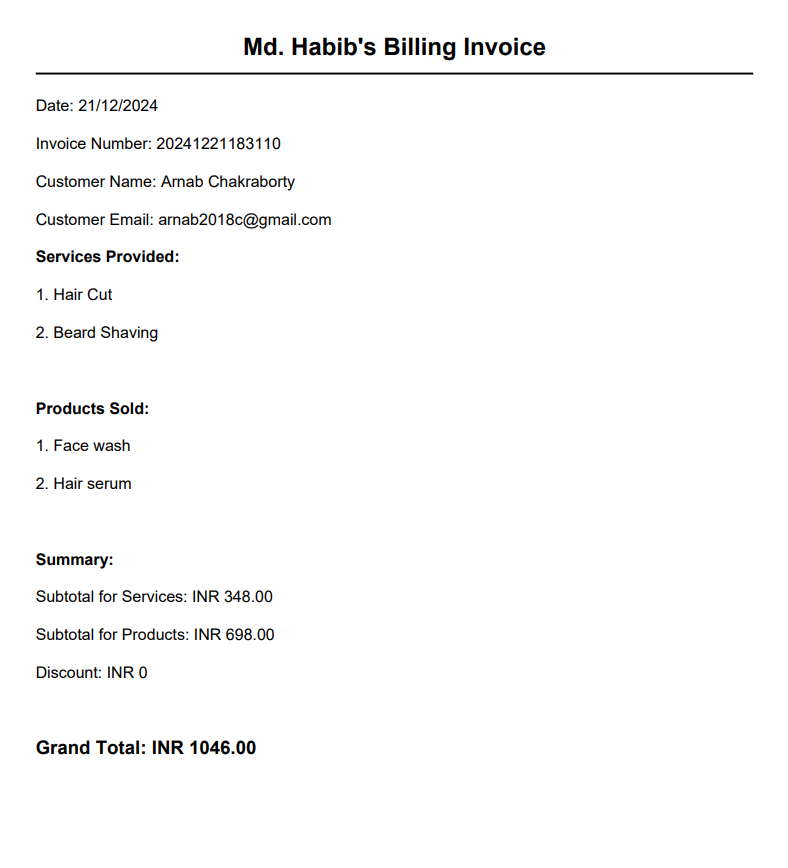 Md. Habib's Billing Invoice
Date: 21/12/2024
Invoice Number: 20241221183110
Customer Name: Arnab Chakraborty
Customer Email: arnab2018c@gmail.com
Services Provided:
1. Hair Cut
2. Beard Shaving
Products Sold:
1. Face wash
2. Hair serum
Summary:
Subtotal for Services: INR 348.00
Subtotal for Products: INR 698.00
Discount: INR 0
Grand Total: INR 1046.00